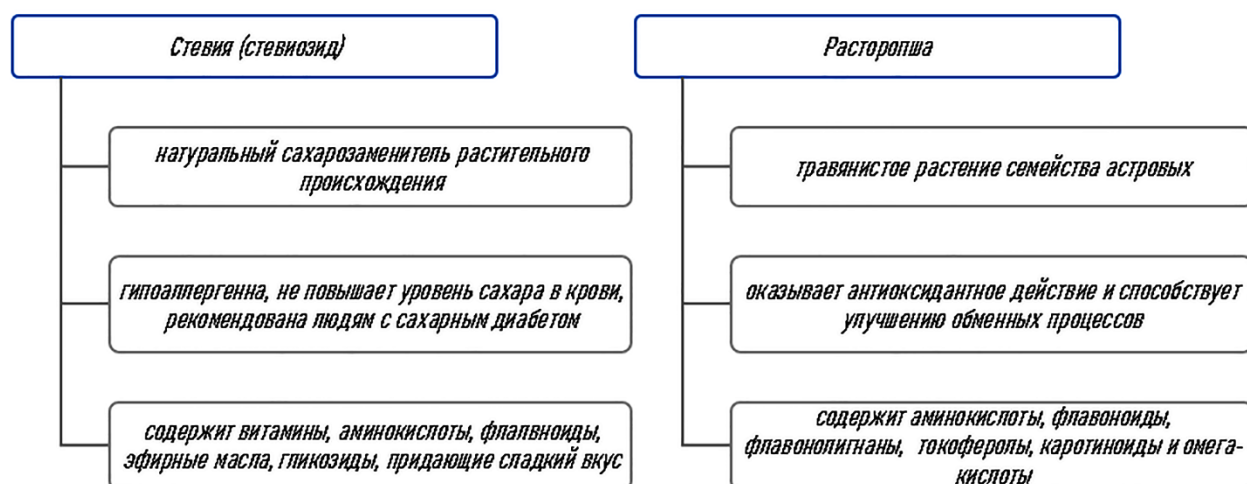 Стевия (стевиозид)
натуральный сахарозаменитель растительного
происхождения
гипоаллергенна, не повышает уровень сахара в крови,
рекомендована людям с сахарным диабетом
содержит витамины, аминокислоты, флапвноиды,
эфирные масла, гликозиды, придающие сладкий вкус
Расторопша
травянистое растение семейства астровых
оказывает антиоксидантное действие и способствует
улучшению обменных процессов
содержит аминокислоты, флавоноиды,
флавонолигнаны, токоферолы, каротиноиды и омега-
кислоты